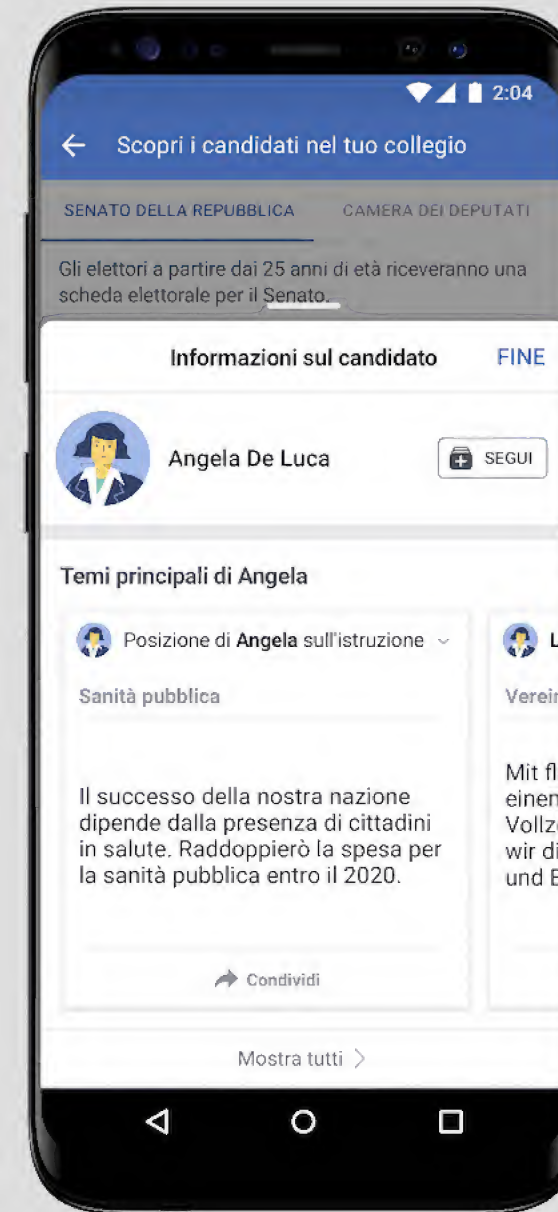 2:04
Scopri i candidati nel tuo collegio
SENATO DELLA REPUBBLICA CAMERA DEI DEPUTATI
Gli elettori a partire dai 25 anni di età riceveranno una
scheda elettorale per il Senato.
Informazioni sul candidato FINE
Angela De Luca SEGUI
Temi principali di Angela
Posizione di Angela sull'istruzione
Sanità pubblica
Il successo della nostra nazione
dipende dalla presenza di cittadini
in salute. Raddoppierò la spesa per
la sanità pubblica entro il 2020.
Condividi
Mit
wir
und
Mostra tutti